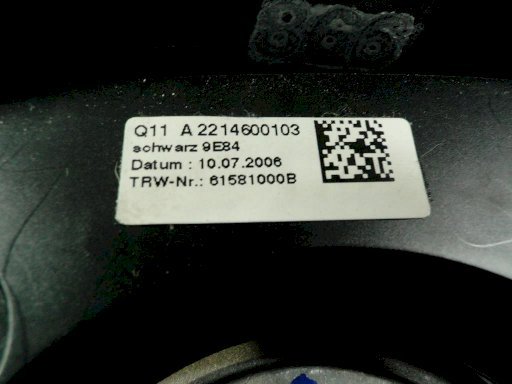 Q11 A 2214600103
schwarz 9E84
Datum : 10.07.2006
TRW-Nr.: 61581000B